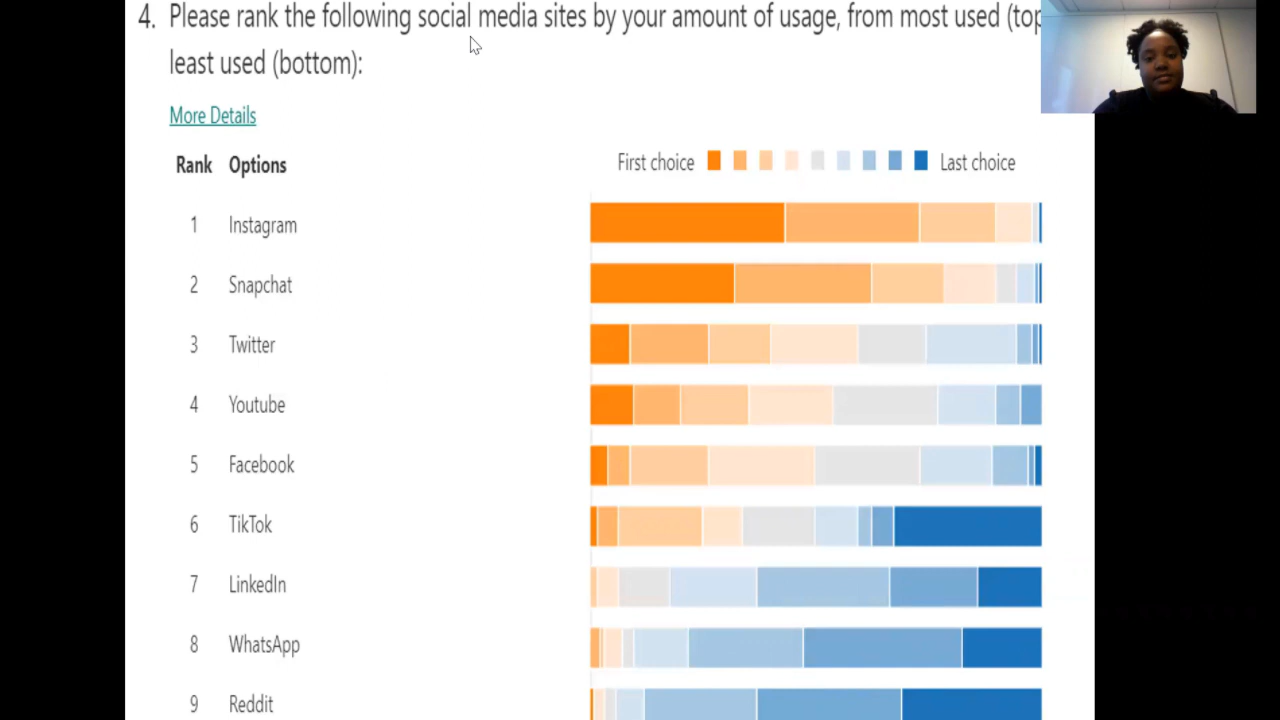 4. Please rank the following social media sites by your amount of usage, from most used (top
least used (bottom):
More Details
Rank Options
First choice Last choice
1 Instagram
2 Snapchat
3 Twitter
4 Youtube
5 Facebook
6 TikTok
7 LinkedIn
8 WhatsApp
9 Reddit